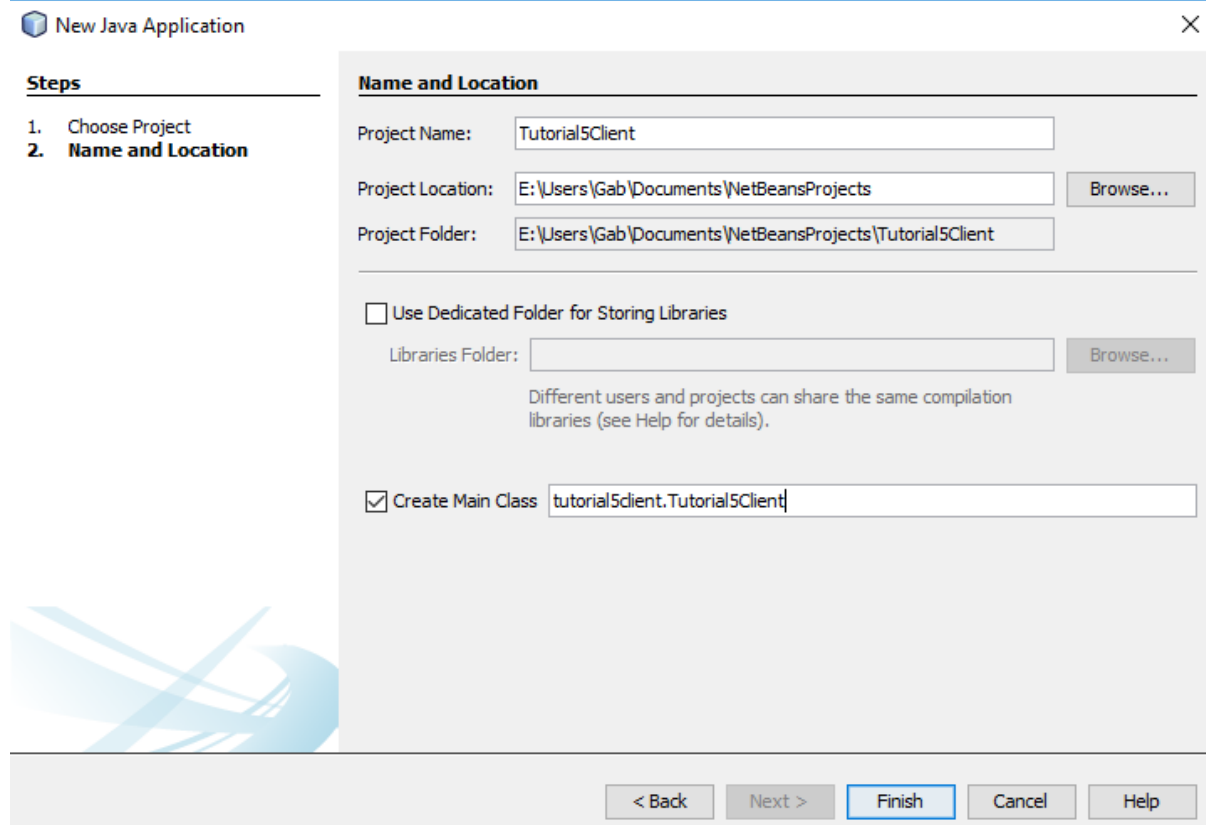 New Java Application
Steps
1. Choose Project
2. Name and Location
Name and Location
Project Name: Tutorial5Client
Project Location: E:\Users\Gab\Documents\NetBeansProjects Browse...
Project Folder: E:\Users\Gab\Documents\NetBeansProjects\Tutorial5Client
Use Dedicated Folder for Storing Libraries
Libraries Folder: Browse...
Different users and projects can share the same compilation
libraries (see Help for details).
Create Main Class tutorial5client.Tutorial5Client
< Back Next > Finish Cancel Help